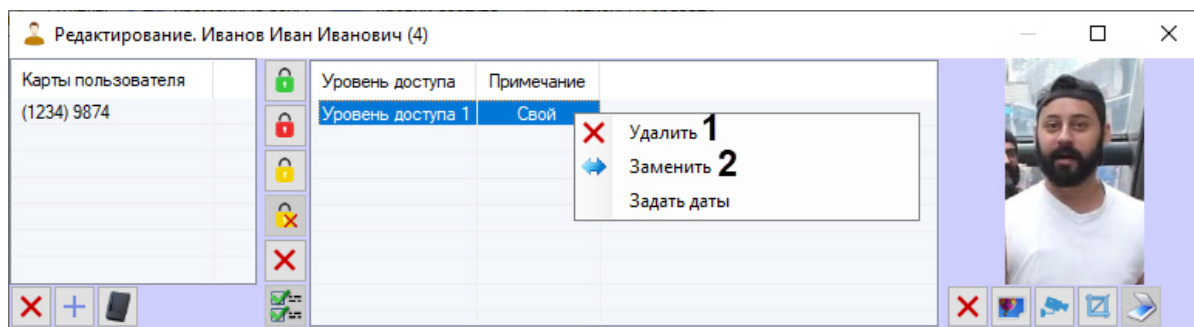 Редактирование. Иванов Иван Иванович (4)
Карты пользователя
(1234) 9874
Уровень доступа Примечание
Уровень доступа 1 Свой
Удалить 1
Заменить 2
Задать даты